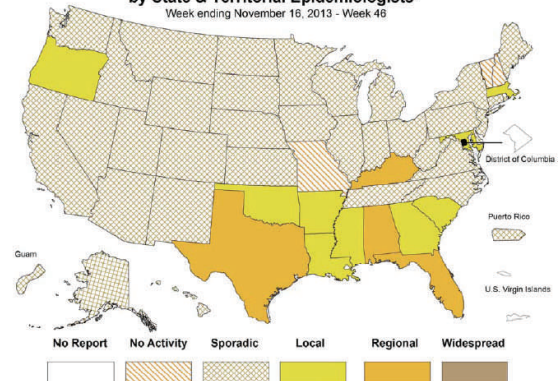 by State & Territorial Epidemiologists*
Week ending November 16, 2013 - Week 46
District of Columbia
Puerto Rico
Guam
U.S. Virgin Islands
No Report
No Activity
Sporadic
Local
Regional
Widespread